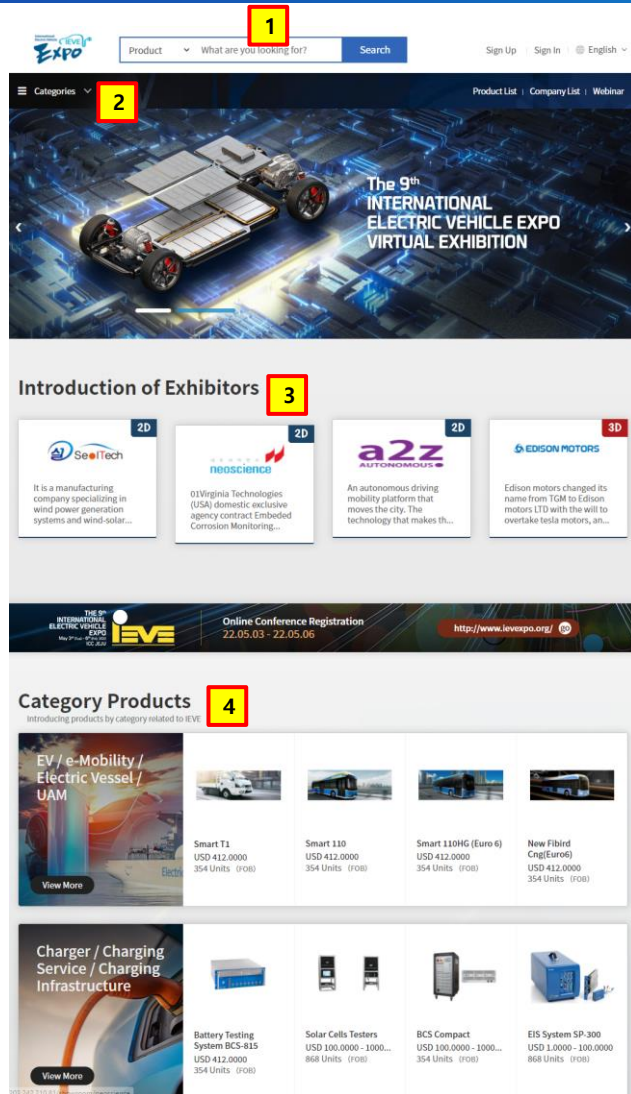 International
Electric Vehicle
IEVE
EXPO
Product
What are you looking for?
1
Search
Sign Up
Sign In
English
Categories
2
Product List | Company List | Webinar
The 9th
INTERNATIONAL
ELECTRIC VEHICLE EXPO
VIRTUAL EXHIBITION
Introduction of Exhibitors
3
2D
SeolTech
It is a manufacturing
company specializing in
wind power generation
systems and wind-solar...
2D
neoscience
01Virginia Technologies
(USA) domestic exclusive
agency contract Embeded
Corrosion Monitoring...
2D
a2z
AUTONOMOUS
An autonomous driving
mobility platform that
moves the city. The
technology that makes th...
3D
EDISON MOTORS
Edison motors changed its
name from TGM to Edison
motors LTD with the will to
overtake tesla motors, an...
THE 9th
INTERNATIONAL
ELECTRIC VEHICLE
EXPO
ICC JEJU
IEVE
Online Conference Registration
22.05.03 - 22.05.06
http://www.ievexpo.org/ go
Category Products
4
Introducing products by category related to IEVE
EV / e-Mobility /
Electric Vessel /
UAM
View More
Smart T1
USD 412.0000
354 Units (FOB)
Smart 110
USD 412.0000
354 Units (FOB)
Smart 110HG (Euro 6)
USD 412.0000
354 Units (FOB)
New Fibird
Cng(Euro6)
USD 412.0000
354 Units (FOB)
Charger / Charging
Service / Charging
Infrastructure
View More
Battery Testing
System BCS-815
USD 412.0000
354 Units (FOB)
Solar Cells Testers
USD 100.0000 - 1000...
868 Units (FOB)
BCS Compact
USD 100.0000 - 1000...
354 Units (FOB)
EIS System SP-300
USD 1.0000 - 100.0000
868 Units (FOB)